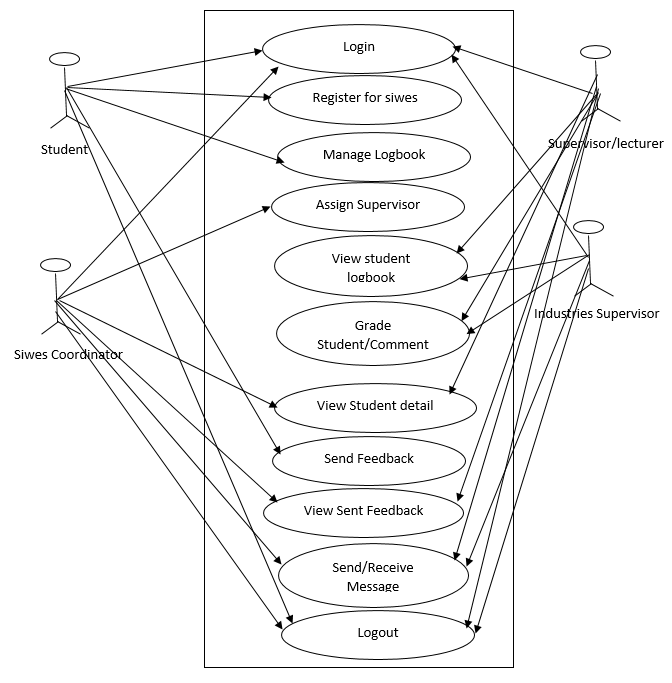 Login
Register for siwes
Student
Supervisor/lecturer
Manage Logbook
Assign Supervisor
View student
logbook
Industries Supervisor
Grade
Student/Comment
Siwes Coordinator
View Student detail
Send Feedback
View Sent Feedback
Send/Receive
Message
Logout